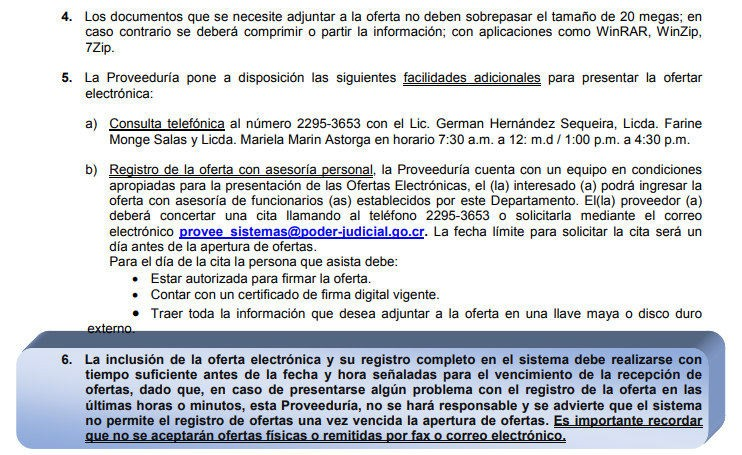 4. Los documentos que se necesite adjuntar a la oferta no deben sobrepasar el tamaño de 20 megas; en
caso contrario se deberá comprimir o partir la información; con aplicaciones como WinRAR, WinZip,
7Zip.
5. La Proveeduría pone a disposición las siguientes facilidades adicionales para presentar la ofertar
electrónica:
a) Consulta telefónica al número 2295-3653 con el Lic. German Hernández Sequeira, Licda. Farine
Monge Salas y Licda. Mariela Marin Astorga en horario 7:30 a.m. a 12: m.d / 1:00 p.m. a 4:30 p.m.
b) Registro de la oferta con asesoría personal, la Proveeduría cuenta con un equipo en condiciones
apropiadas para la presentación de las Ofertas Electrónicas, el (la) interesado (a) podrá ingresar la
oferta con asesoría de funcionarios (as) establecidos por este Departamento. El(la) proveedor (a)
deberá concertar una cita llamando al teléfono 2295-3653 o solicitarla mediante el correo
electrónico provee_sistemas@poder-judicial.go.cr. La fecha límite para solicitar la cita será un
día antes de la apertura de ofertas.
Para el día de la cita la persona que asista debe:
• Estar autorizada para firmar la oferta.
• Contar con un certificado de firma digital vigente.
• Traer toda la información que desea adjuntar a la oferta en una llave maya o disco duro
externo.
6. La inclusión de la oferta electrónica y su registro completo en el sistema debe realizarse con
tiempo suficiente antes de la fecha y hora señaladas para el vencimiento de la recepción de
ofertas, dado que, en caso de presentarse algún problema con el registro de la oferta en las
últimas horas o minutos, esta Proveeduría, no se hará responsable y se advierte que el sistema
no permite el registro de ofertas una vez vencida la apertura de ofertas. Es importante recordar
que no se aceptarán ofertas físicas o remitidas por fax o correo electrónico.